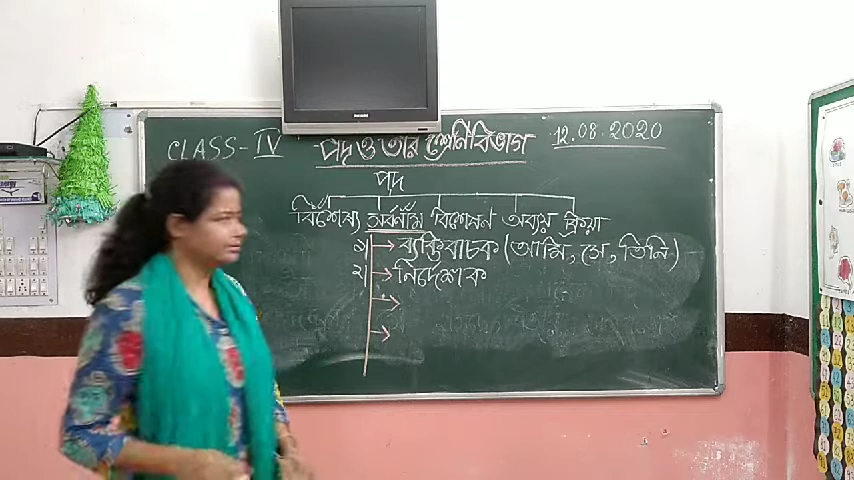 CLASS-IV
পদ ও তার শ্রেণিবিভাগ
12.08.2020
পদ
বিশেষ্য সর্বনাম বিশেষণ অব্যয় ক্রিয়া
১) ব্যক্তিবাচক (আমি, সে, তিনি)
২) নির্দেশক